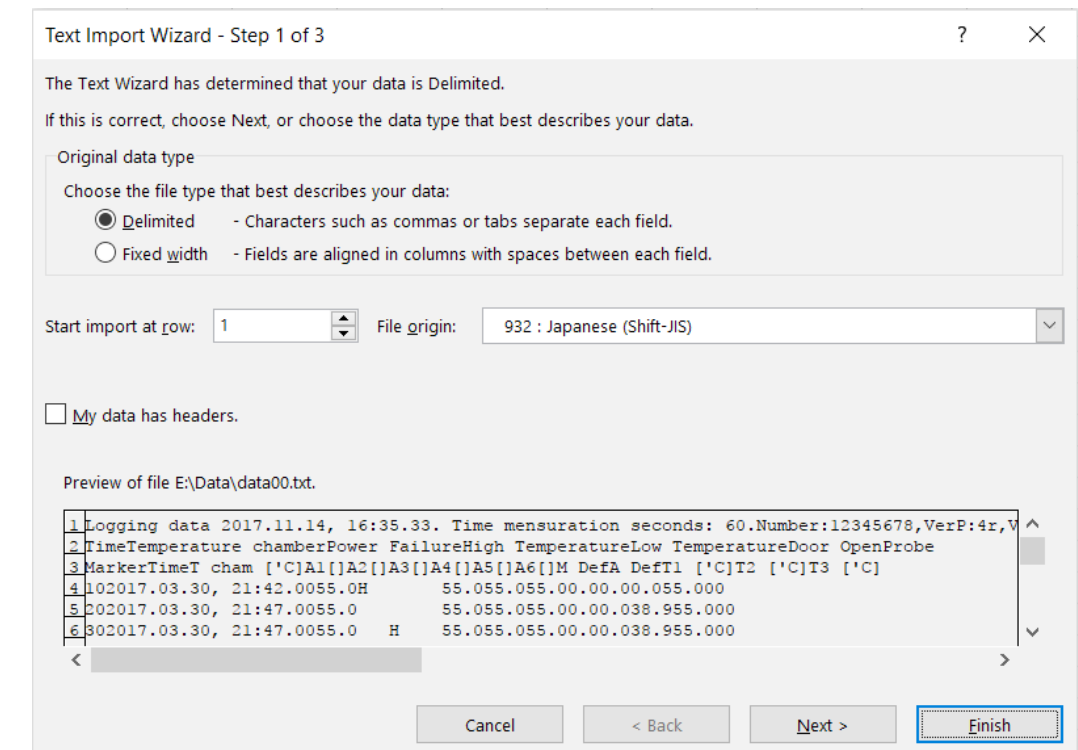 Text Import Wizard - Step 1 of 3 ?
The Text Wizard has determined that your data is Delimited.
If this is correct, choose Next, or choose the data type that best describes your data.
Original data type
Choose the file type that best describes your data:
Delimited - Characters such as commas or tabs separate each field.
Fixed width - Fields are aligned in columns with spaces between each field.
Start import at row: 1 File origin: 932 : Japanese (Shift-JIS)
My data has headers.
Preview of file E:\Data\data00.txt.
1 Logging data 2017.11.14, 16:35.33. Time mensuration seconds: 60.Number:12345678,VerP:4r,V
2 TimeTemperature chamberPower FailureHigh TemperatureLow TemperatureDoor OpenProbe
3 MarkerTimeT cham ['C]A1[]A2[]A3[]A4[]A5[]A6[]M DefA DefT1 ['C]T2 ['C]T3 ['C]
4 102017.03.30, 21:42.0055.0H 55.055.055.00.00.00.055.000
5 202017.03.30, 21:47.0055.0 55.055.055.00.00.038.955.000
6 302017.03.30, 21:47.0055.0 H 55.055.055.00.00.038.955.000
Cancel < Back Next > Finish